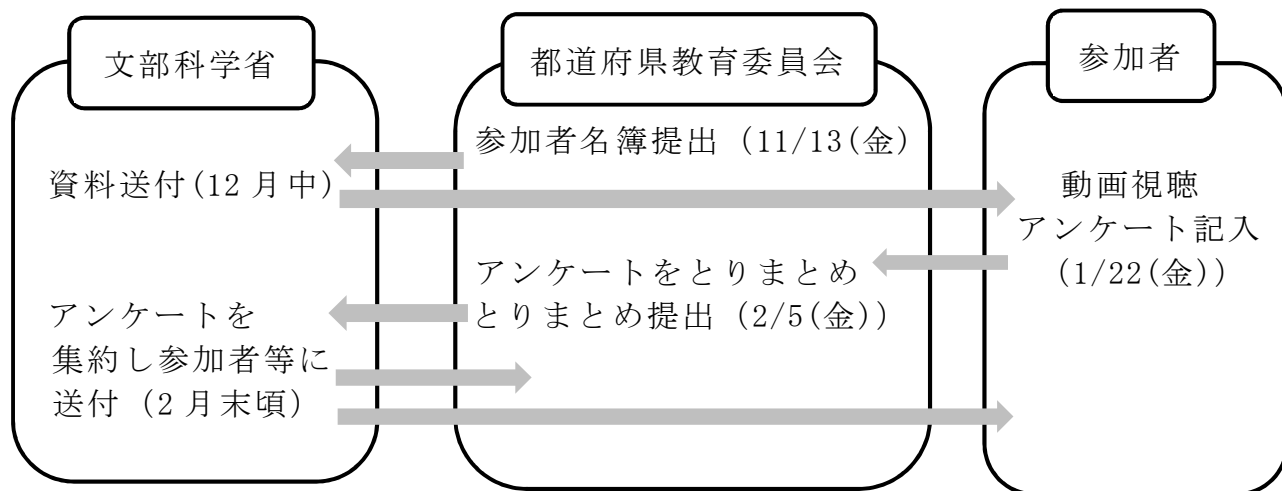 文部科学省
都道府県教育委員会
参加者
参加者名簿提出 (11/13(金)
資料送付(12月中)
動画視聴
アンケート記入
(1/22(金))
アンケートをとりまとめ
とりまとめ提出 (2/5(金))
アンケートを
集約し参加者等に
送付 (2月末頃)